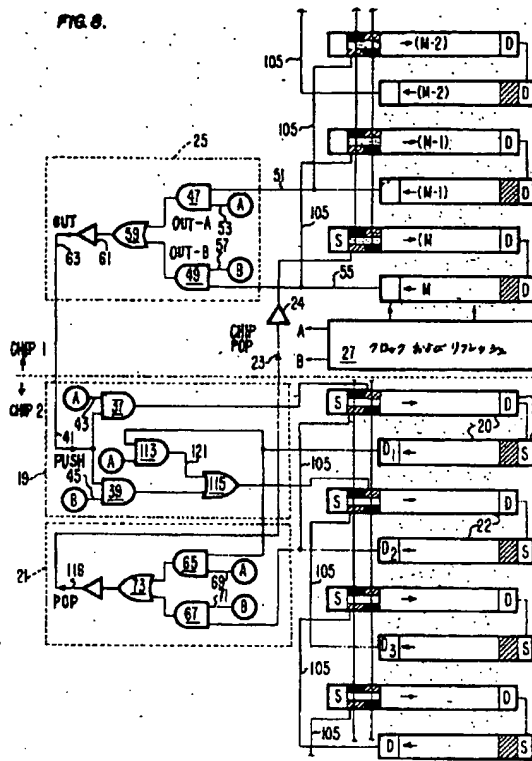 FIG. 8.
105
→(M-2)
D
←(M-2)
D
105
→(M-1)
D
25
51
←(M-1)
D
47
A
53
OUT-A
105
OUT
59
57
S
→(M
D
OUT-B
B
63
61
49
55
← M
D
24
CHIP POP
A
B
27
クロック および リフレッシュ
CHIP 1
23
CHIP 2
A
37
S
→
D
20
43
41
113
121
105
D1
←
S
PUSH
A
19
45
39
115
S
→
D
B
22
65
D2
←
S
21
118
69
A
105
73
71
S
→
D
POP
67
B
D3
←
S
105
S
→
D
105
D
←
S